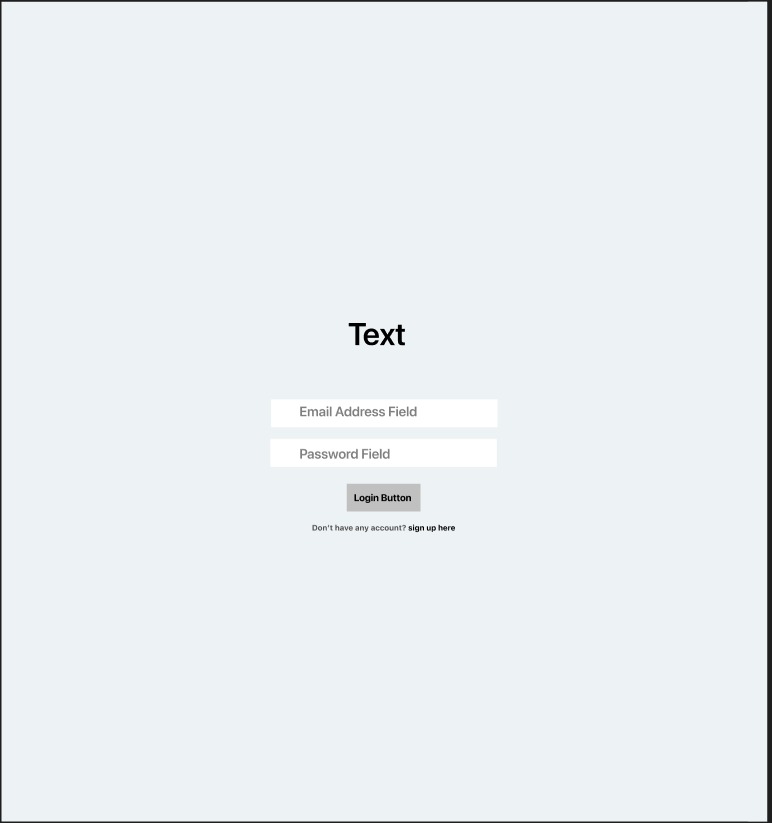 Text
Email Address Field
Password Field
Login Button
Don't have any account? sign up here